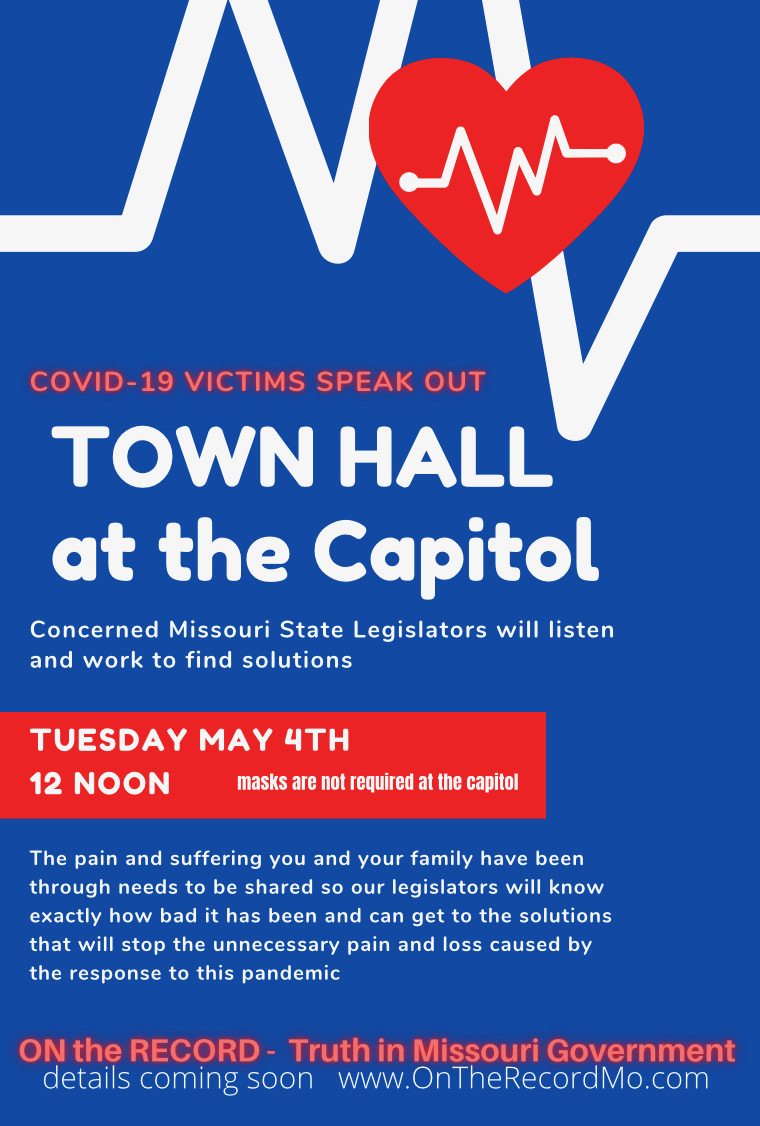 COVID-19 VICTIMS SPEAK OUT
TOWN HALL
at the Capitol
Concerned Missouri State Legislators will listen
and work to find solutions
TUESDAY MAY 4TH
12 NOON masks are not required at the capitol
The pain and suffering you and your family have been
through needs to be shared so our legislators will know
exactly how bad it has been and can get to the solutions
that will stop the unnecessary pain and loss caused by
the response to this pandemic
ON the RECORD - Truth in Missouri Government
details coming soon www.OnTheRecordMo.com